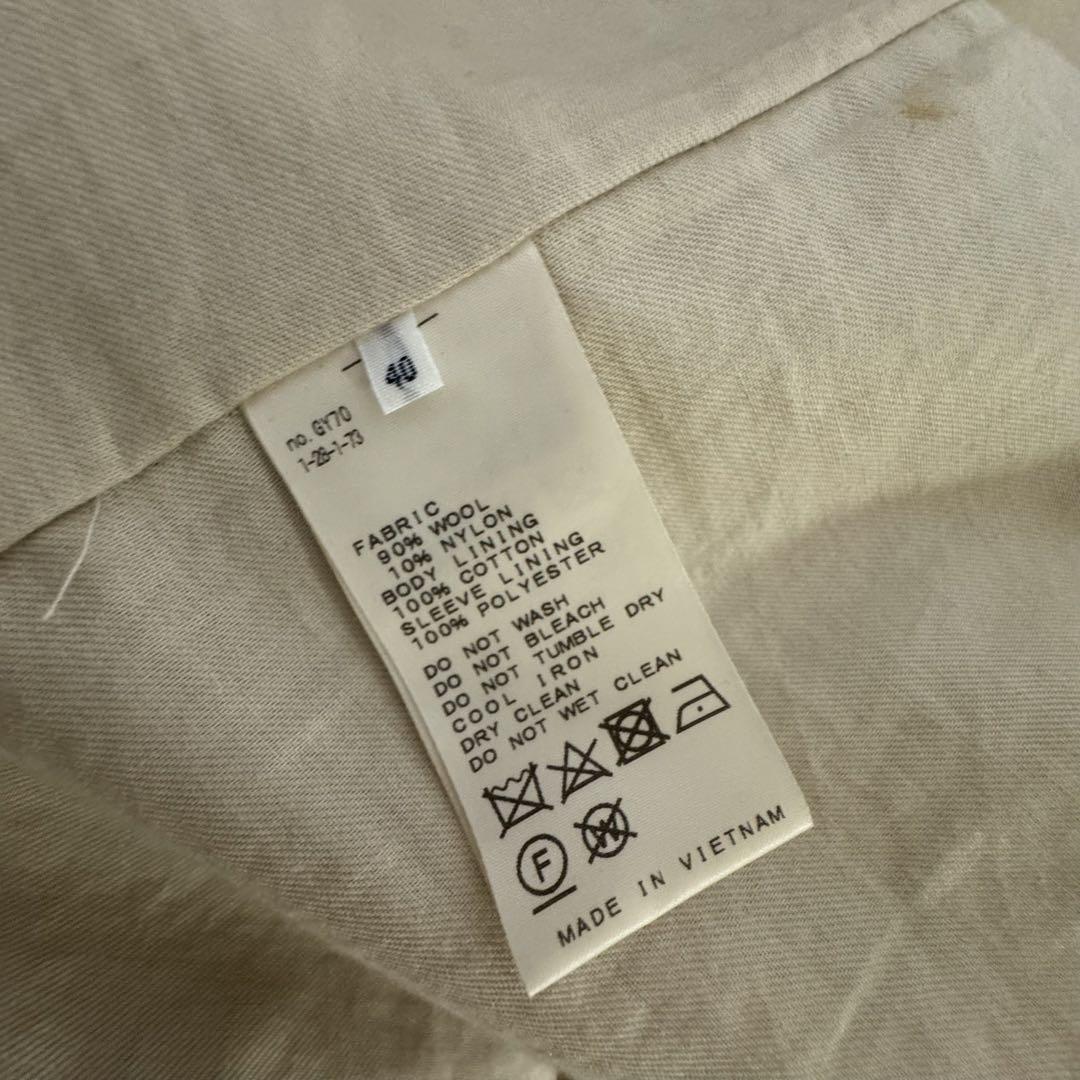 40
no. GY70
1-28-1-73
FABRIC
90% WOOL
10% NYLON
BODY LINING
100% COTTON
SLEEVE LINING
100% POLYESTER
DO NOT WASH
DO NOT BLEACH
DO NOT TUMBLE DRY
COOL IRON
DRY CLEAN
DO NOT WET CLEAN
F
W
MADE IN VIETNAM